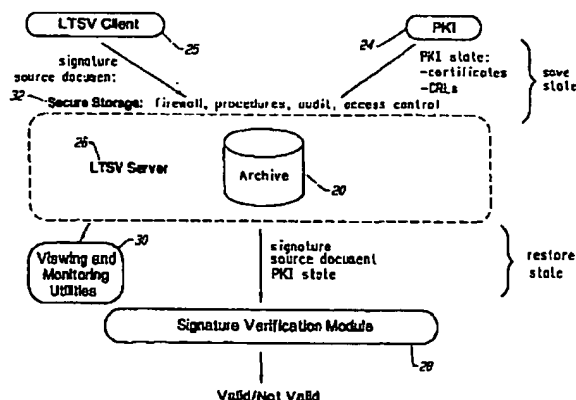 LTSV Client
25
PKI
24
signature
source document:
PKI state:
-certificates
-CRLs
save
state
32
Secure Storage: firewall, procedures, audit, access control
26
LTSV Server
Archive
20
30
Viewing and
Monitoring
Utilities
signature
source document
PKI state
restore
state
Signature Verification Module
28
Valid/Not Valid